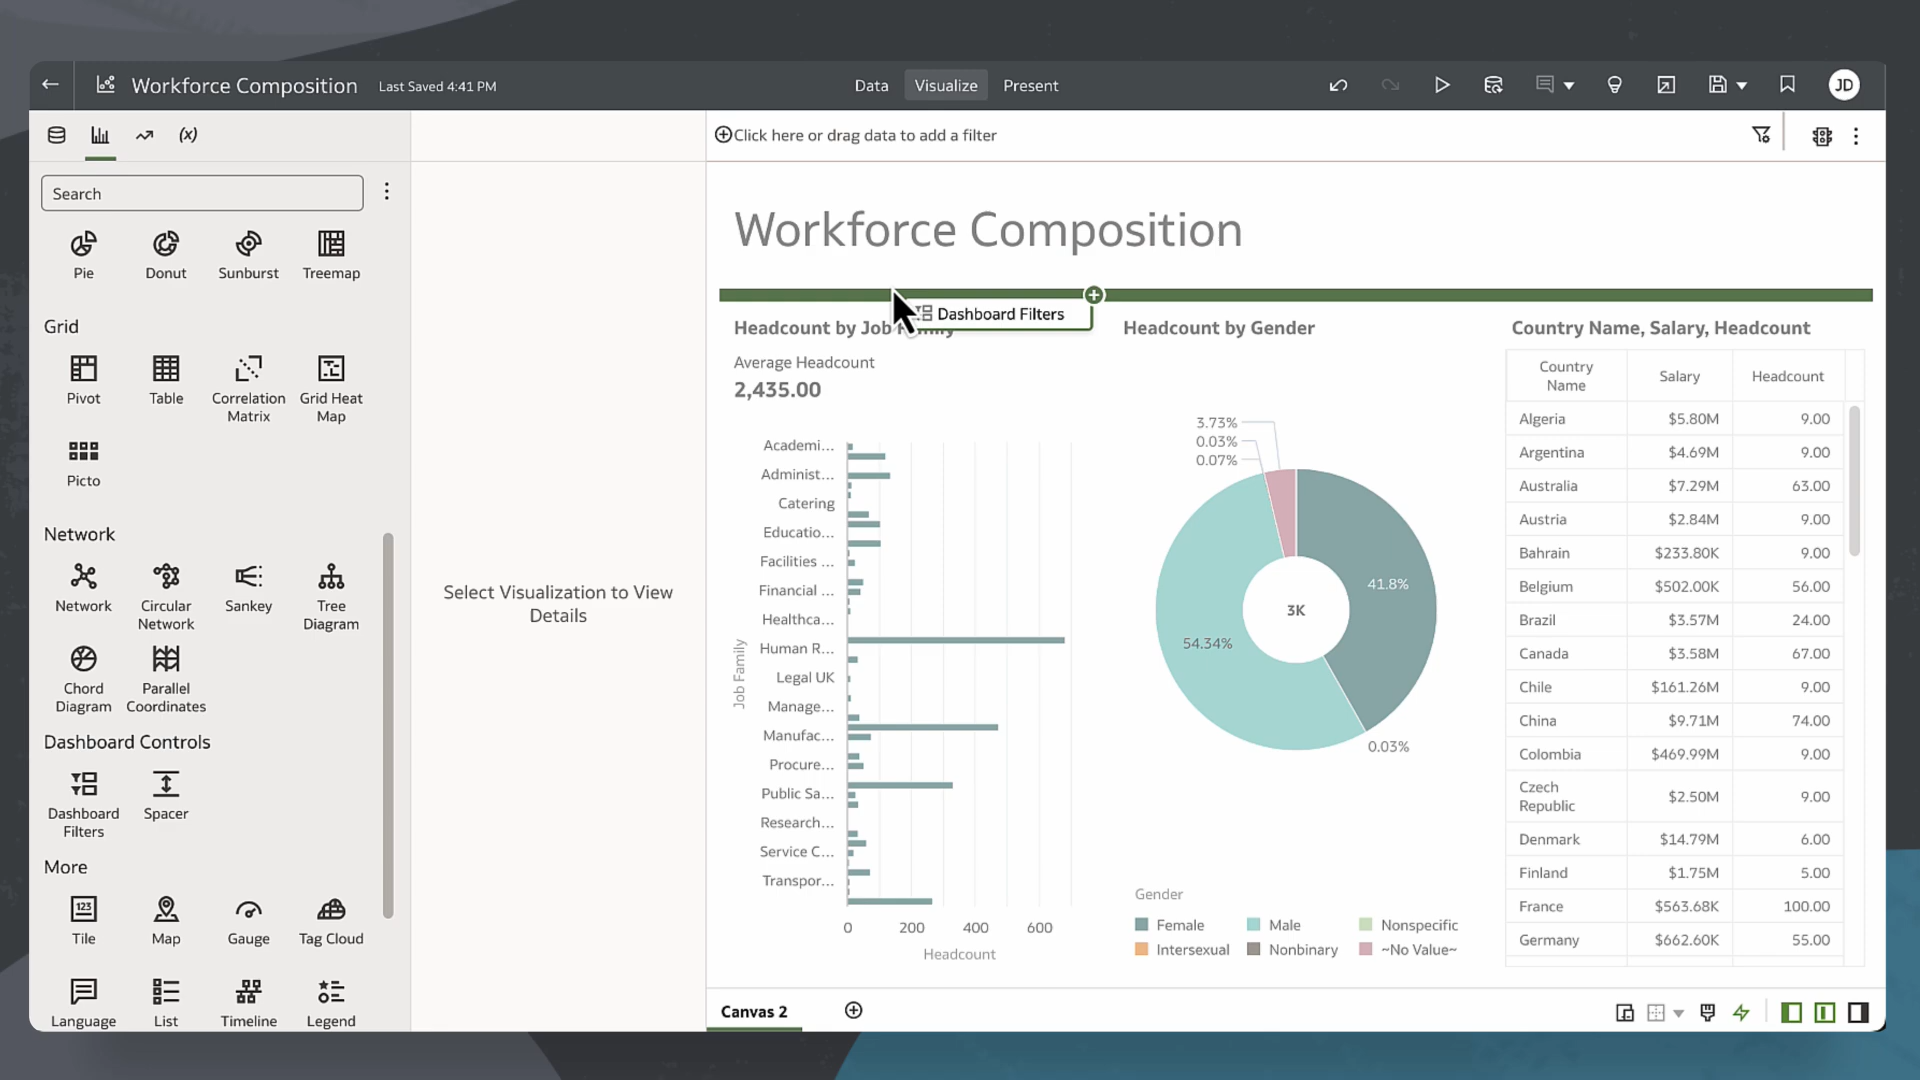 Workforce Composition
Last Saved 4:41 PM
Data
Visualize
Present
JD
(x)
Click here or drag data to add a filter
Search
Pie
Donut
Sunburst
Treemap
Grid
Pivot
Table
Correlation
Matrix
Grid Heat
Map
Picto
Network
Network
Circular
Network
Sankey
Tree
Diagram
Chord
Diagram
Parallel
Coordinates
Dashboard Controls
Dashboard
Filters
Spacer
More
123
Tile
Map
Gauge
Tag Cloud
Language
List
Timeline
Legend
Select Visualization to View
Details
Workforce Composition
Dashboard Filters
Headcount by Job
Average Headcount
2,435.00
Job Family
Academi...
Administ...
Catering
Educatio...
Facilities ...
Financial ...
Healthca...
Human R...
Legal UK
Manage...
Manufac...
Procure...
Public Sa...
Research...
Service C...
Transpor...
0 200 400 600
Headcount
Headcount by Gender
3.73%
0.03%
0.07%
41.8%
3K
54.34%
0.03%
Gender
Female Male Nonspecific
Intersexual Nonbinary ~No Value~
Country Name, Salary, Headcount
Country
Name
Salary
Headcount
Algeria $5.80M 9.00
Argentina $4.69M 9.00
Australia $7.29M 63.00
Austria $2.84M 9.00
Bahrain $233.80K 9.00
Belgium $502.00K 56.00
Brazil $3.57M 24.00
Canada $3.58M 67.00
Chile $161.26M 9.00
China $9.71M 74.00
Colombia $469.99M 9.00
Czech
Republic
$2.50M 9.00
Denmark $14.79M 6.00
Finland $1.75M 5.00
France $563.68K 100.00
Germany $662.60K 55.00
Canvas 2